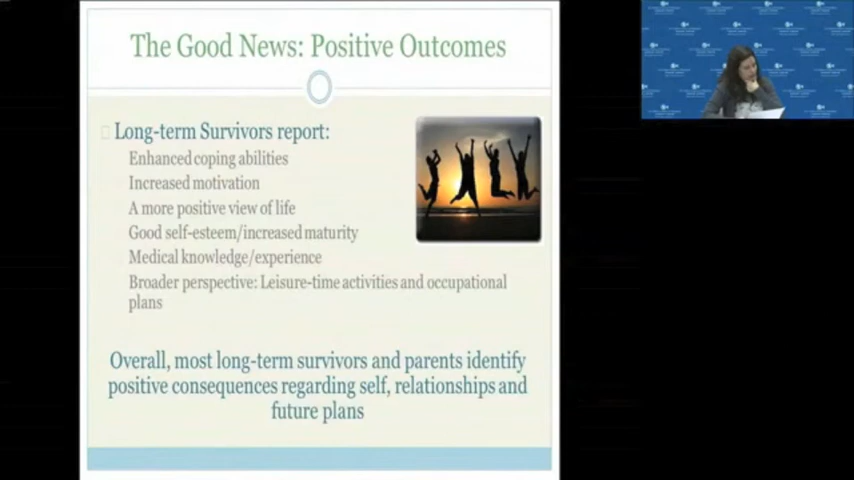 The Good News: Positive Outcomes
Long-term Survivors report:
Enhanced coping abilities
Increased motivation
A more positive view of life
Good self-esteem/increased maturity
Medical knowledge/experience
Broader perspective: Leisure-time activities and occupational
plans
Overall, most long-term survivors and parents identify
positive consequences regarding self, relationships and
future plans